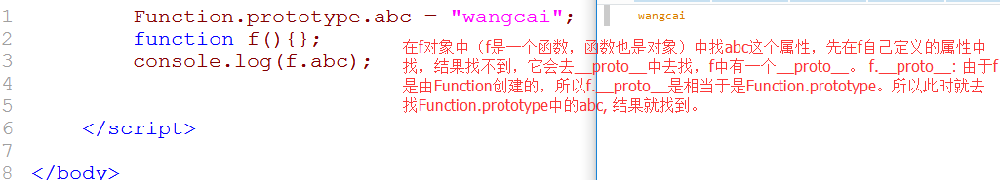 1 Function.prototype.abc = "wangcai";
2 function f(){};
3 console.log(f.abc);
4
5
6 </script>
7
8 </body>
wangcai
在f对象中（f是一个函数，函数也是对象）中找abc这个属性，先在f自己定义的属性中
找，结果找不到，它会去__proto__中去找，f中有一个__proto__。 f.__proto__: 由于f
是由Function创建的，所以f.__proto__是相当于是Function.prototype。所以此时就去
找Function.prototype中的abc, 结果就找到。